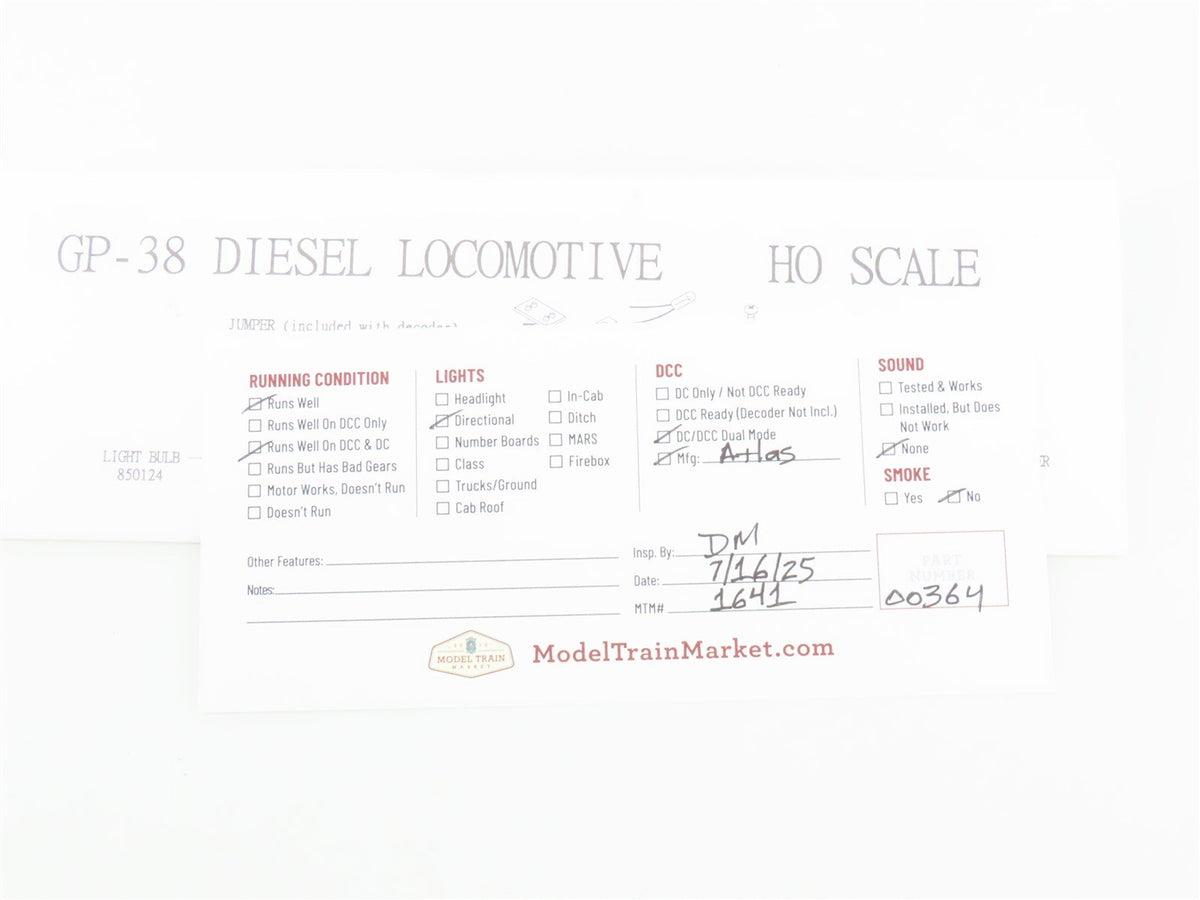 GP-38 DIESEL LOCOMOTIVE HO SCALE
JUMPER (included with decoder)
LIGHT BULB
850124
R
RUNNING CONDITION
Runs Well
Runs Well On DCC Only
Runs Well On DCC & DC
Runs But Has Bad Gears
Motor Works, Doesn't Run
Doesn't Run
LIGHTS
Headlight
Directional
Number Boards
Class
Trucks/Ground
Cab Roof
In-Cab
Ditch
MARS
Firebox
DCC
DC Only / Not DCC Ready
DCC Ready (Decoder Not Incl.)
DC/DCC Dual Mode
Mfg: Atlas
SOUND
Tested & Works
Installed, But Does
Not Work
None
SMOKE
Yes No
Other Features:
Notes:
Insp. By: DM
Date: 7/16/25
MTM# 1641
PART
NUMBER
00364
MODEL TRAIN
MARKET
ModelTrainMarket.com